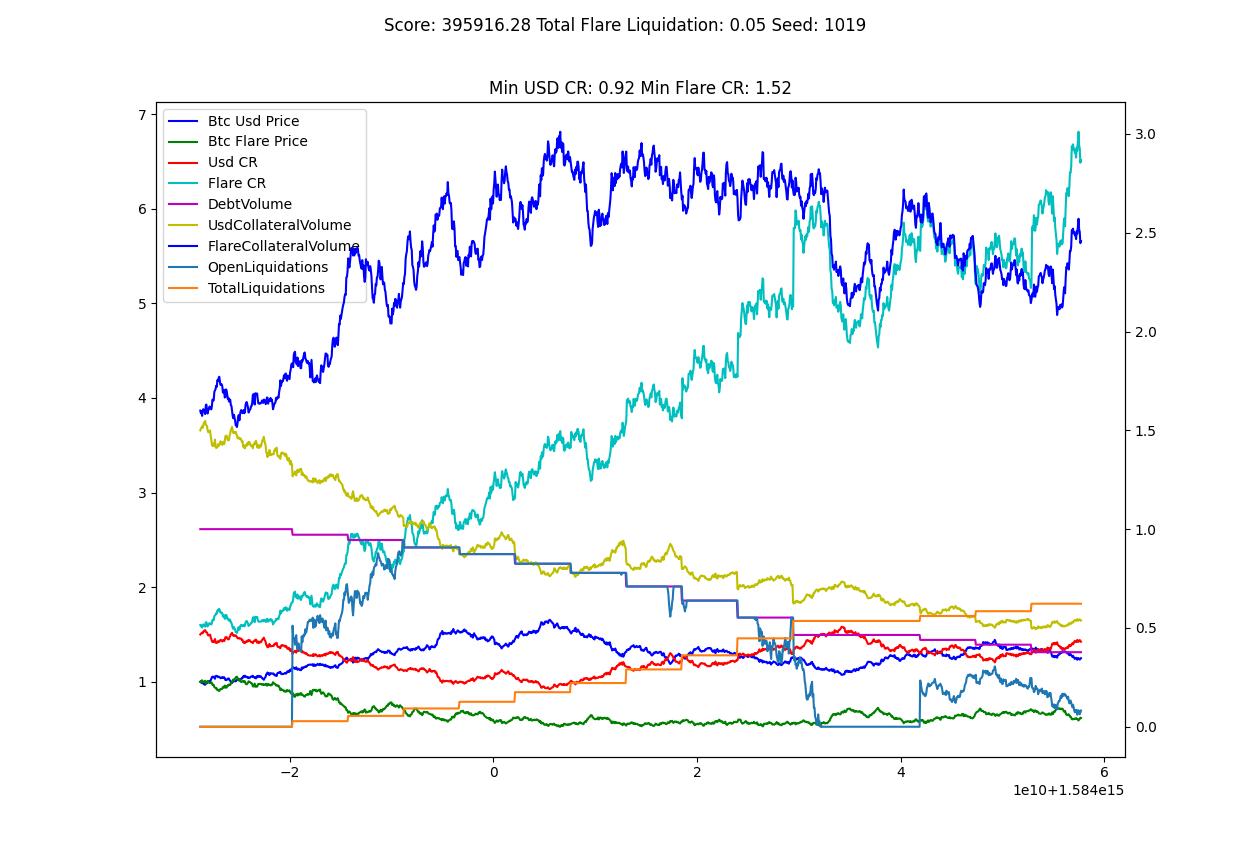 Score: 395916.28 Total Flare Liquidation: 0.05 Seed: 1019
Min USD CR: 0.92 Min Flare CR: 1.52
Btc Usd Price
Btc Flare Price
Usd CR
Flare CR
DebtVolume
UsdCollateralVolume
FlareCollateralVolume
OpenLiquidations
TotalLiquidations
7
6
5
4
3
2
1
3.0
2.5
2.0
1.5
1.0
0.5
0.0
−2
0
2
4
6
1e10+1.584e15